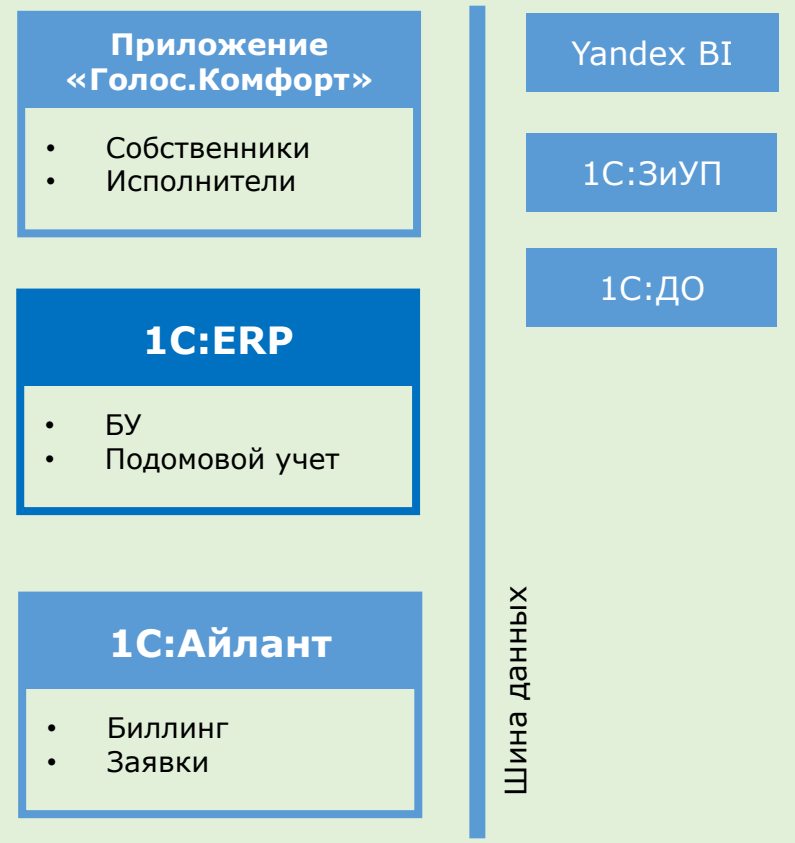 Приложение
«Голос.Комфорт»
• Собственники
• Исполнители
1С:ERP
• БУ
• Подомовой учет
1С:Айлант
• Биллинг
• Заявки
Шина данных
Yandex BI
1С:ЗиУП
1С:ДО